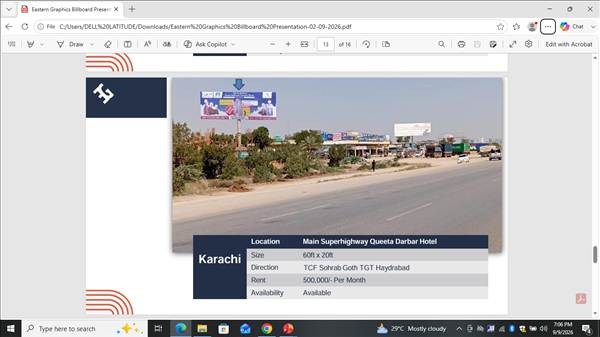 Eastern Graphics Billboard Presen
File
C:/Users/DELL%20LATITUDE/Downloads/Eastern%20Graphics%20Billboard%20Presentation-02-09-2026.pdf
Chat
Ask Copilot
13 of 16
Edit with Acrobat
Karachi
Location Main Superhighway Queeta Darbar Hotel
Size 60ft x 20ft
Direction TCF Sohrab Goth TGT Haydrabad
Rent 500,000/- Per Month
Availability Available
Type here to search
29°C Mostly cloudy
7:06 PM
9/9/2026